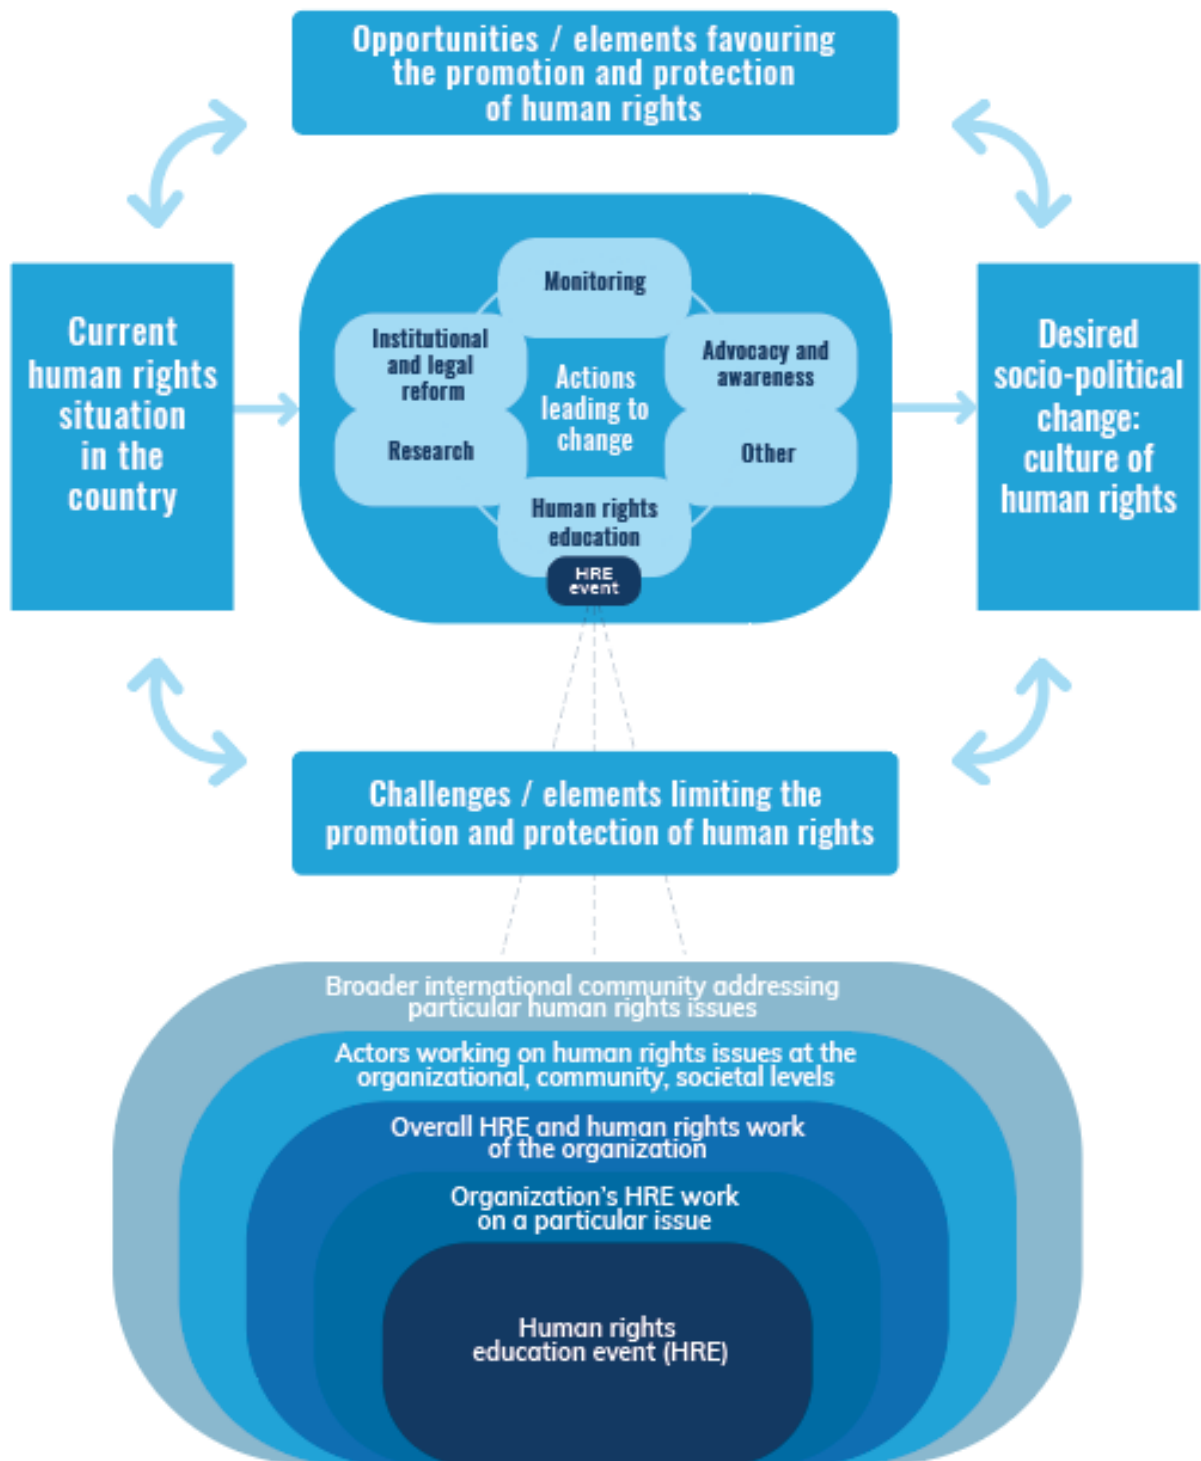 Opportunities / elements favouring
the promotion and protection
of human rights
Current
human rights
situation
in the
country
Monitoring
Institutional
and legal
reform
Advocacy and
awareness
Actions
leading to
change
Research
Other
Human rights
education
HRE
event
Desired
socio-political
change:
culture of
human rights
Challenges / elements limiting the
promotion and protection of human rights
Broader international community addressing
particular human rights issues
Actors working on human rights issues at the
organizational, community, societal levels
Overall HRE and human rights work
of the organization
Organization's HRE work
on a particular issue
Human rights
education event (HRE)